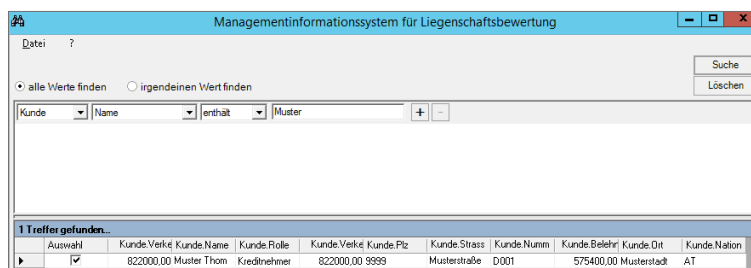 Managementinformationssystem für Liegenschaftsbewertung
Datei ?
Suche
alle Werte finden irgendeinen Wert finden
Löschen
Kunde Name enthält Muster + -
1 Treffer gefunden...
Auswahl Kunde.Verke Kunde.Name Kunde.Rolle Kunde.Verke Kunde.Plz Kunde.Strass Kunde.Numm Kunde.Belehr Kunde.Ort Kunde.Nation
822000,00 Muster Thom Kreditnehmer 822000,00 9999 Musterstraße D001 575400,00 Musterstadt AT